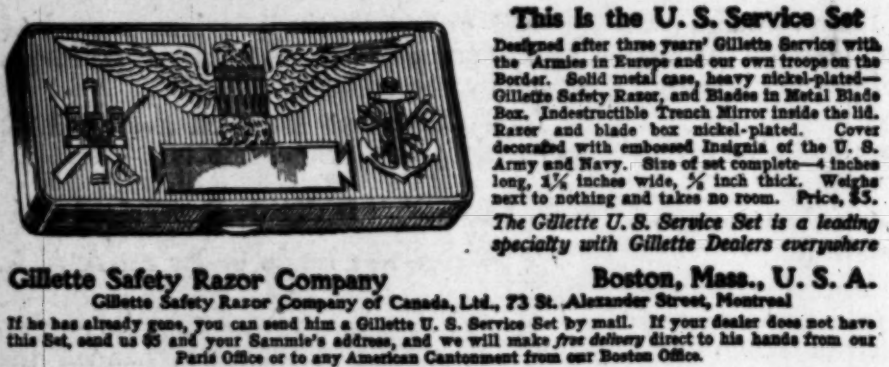 This Is the U. S. Service Set
Designed after three years' Gillette Service with
the Armies in Europe and our own troops on the
Border. Solid metal case, heavy nickel-plated—
Gillette Safety Razor, and Blades in Metal Blade
Box. Indestructible Trench Mirror inside the lid.
Razor and blade box nickel-plated. Cover
decorated with embossed Insignia of the U. S.
Army and Navy. Size of set complete—4 inches
long, inches wide, inch thick. Weighs
next to nothing and takes no room. Price, $5.
The Gillette U. S. Service Set is a leading
specialty with Gillette Dealers everywhere
Gillette Safety Razor Company
Boston, Mass., U. S. A.
Gillette Safety Razor Company of Canada, Ltd., 73 St. Alexander Street, Montreal
If he has already gone, you can send him a Gillette U. S. Service Set by mail. If your dealer does not have
this Set, send us $5 and your Sammie's address, and we will make free delivery direct to his hands from our
Paris Office or to any American Cantonment from our Boston Office.